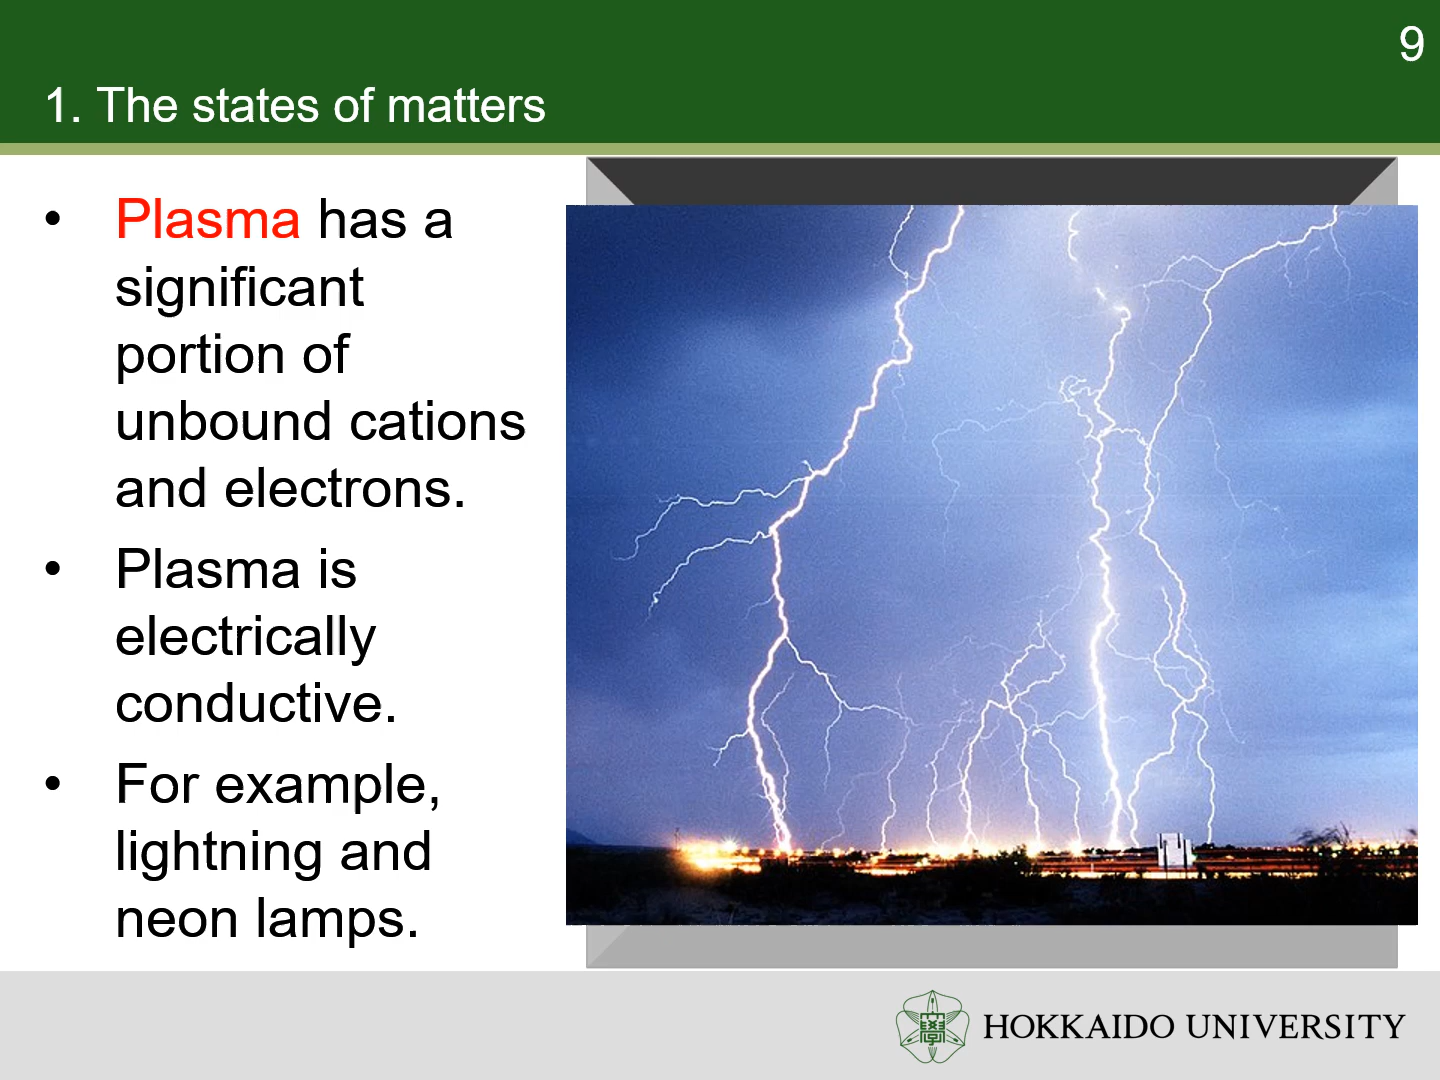 9
1. The states of matters
• Plasma has a
significant
portion of
unbound cations
and electrons.
• Plasma is
electrically
conductive.
• For example,
lightning and
neon lamps.
HOKKAIDO UNIVERSITY